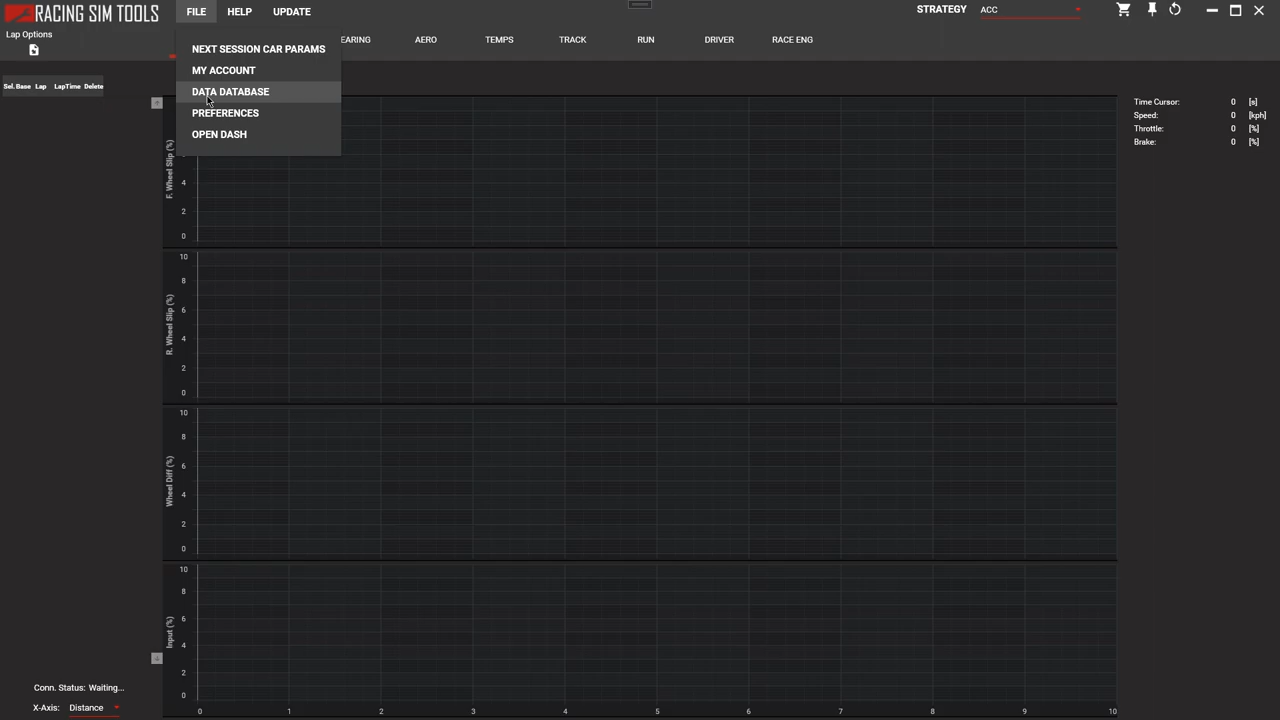 RACING SIM TOOLS
FILE
HELP
UPDATE
STRATEGY
ACC
Lap Options
EARING
AERO
TEMPS
TRACK
RUN
DRIVER
RACE ENG
NEXT SESSION CAR PARAMS
MY ACCOUNT
DATA DATABASE
PREFERENCES
OPEN DASH
Sel. Base Lap LapTime Delete
Time Cursor: 0 [s]
Speed: 0 [kph]
Throttle: 0 [%]
Brake: 0 [%]
F. Wheel Slip (%)
4
2
0
R. Wheel Slip (%)
10
8
6
4
2
0
Wheel Diff (%)
10
8
6
4
2
0
Input (%)
10
8
6
4
2
0
0 1 2 3 4 5 6 7 8 9 10
Conn. Status: Waiting...
X-Axis: Distance